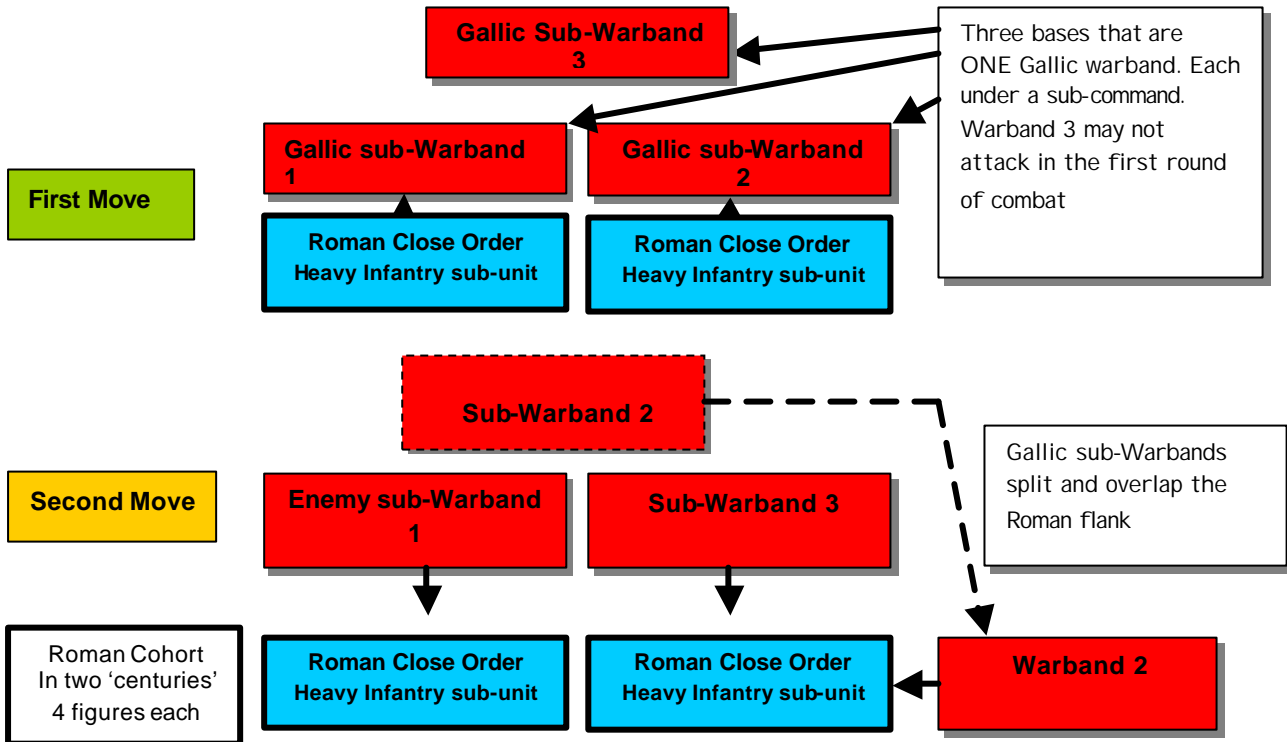 Gallic Sub-Warband
3
Three bases that are
ONE Gallic warband. Each
under a sub-command.
Warband 3 may not
attack in the first round
of combat
Gallic sub-Warband
1
Gallic sub-Warband
2
First Move
Roman Close Order
Heavy Infantry sub-unit
Roman Close Order
Heavy Infantry sub-unit
Sub-Warband 2
Gallic sub-Warbands
split and overlap the
Roman flank
Second Move
Enemy sub-Warband
1
Sub-Warband 3
Roman Cohort
In two ‘centuries’
4 figures each
Roman Close Order
Heavy Infantry sub-unit
Roman Close Order
Heavy Infantry sub-unit
Warband 2